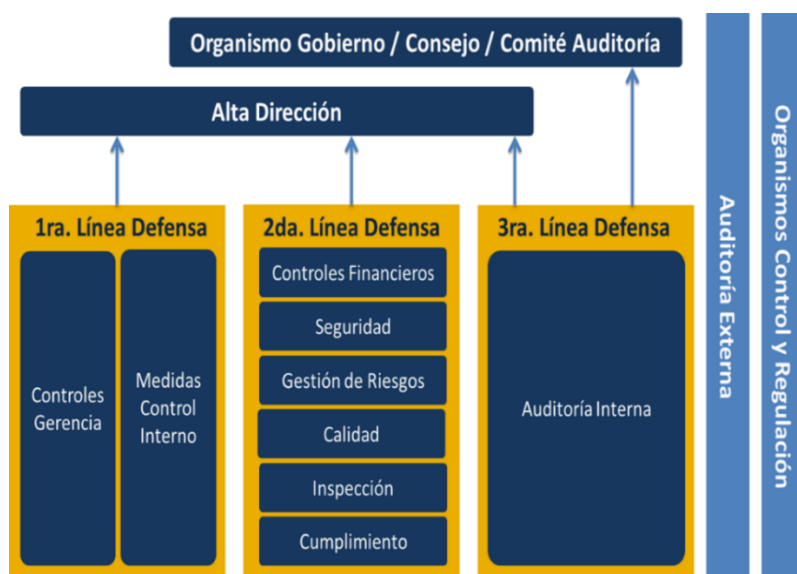 Organismo Gobierno / Consejo / Comité Auditoría
Alta Dirección
1ra. Línea Defensa
Controles
Gerencia
Medidas
Control
Interno
2da. Línea Defensa
Controles Financieros
Seguridad
Gestión de Riesgos
Calidad
Inspección
Cumplimiento
3ra. Línea Defensa
Auditoría Interna
Auditoría Externa
Organismos Control y Regulación